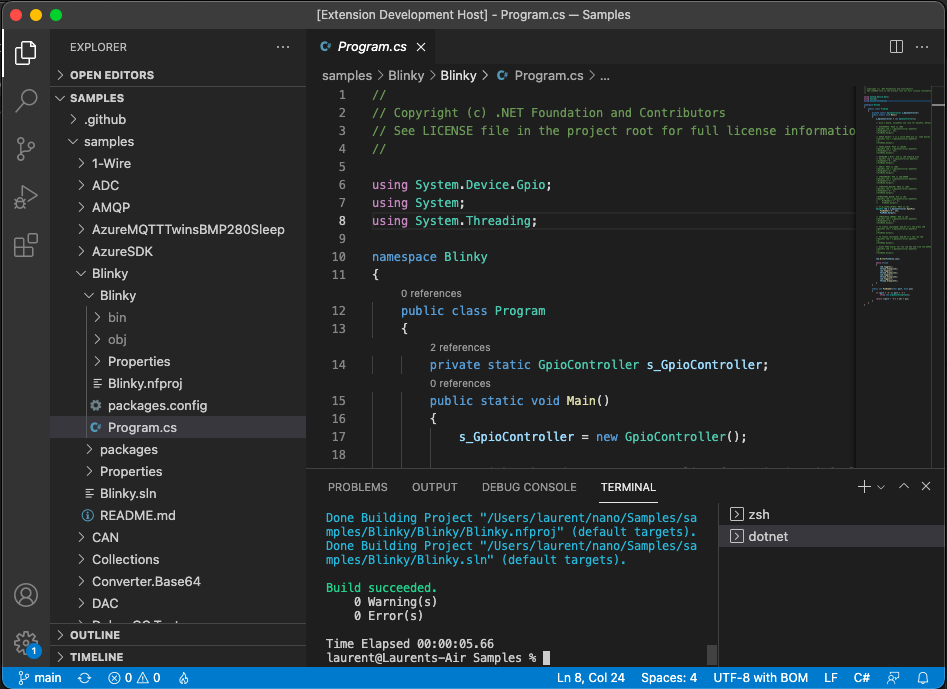 [Extension Development Host] - Program.cs — Samples
EXPLORER
OPEN EDITORS
SAMPLES
.github
samples
1-Wire
ADC
AMQP
AzureMQTTTwinsBMP280Sleep
AzureSDK
Blinky
Blinky
bin
obj
Properties
Blinky.nfproj
packages.config
C# Program.cs
packages
Properties
Blinky.sln
README.md
CAN
Collections
Converter.Base64
DAC
OUTLINE
TIMELINE
1
C# Program.cs
samples > Blinky > Blinky > C# Program.cs > ...
1 //
2 // Copyright (c) .NET Foundation and Contributors
3 // See LICENSE file in the project root for full license informatio
4 //
5
6 using System.Device.Gpio;
7 using System;
8 using System.Threading;
9
10 namespace Blinky
11 {
0 references
12 public class Program
13 {
2 references
14 private static GpioController s_GpioController;
0 references
15 public static void Main()
16 {
17 s_GpioController = new GpioController();
18
PROBLEMS OUTPUT DEBUG CONSOLE TERMINAL
Done Building Project "/Users/laurent/nano/Samples/sa
mples/Blinky/Blinky/Blinky.nfproj" (default targets).
Done Building Project "/Users/laurent/nano/Samples/sa
mples/Blinky/Blinky.sln" (default targets).
Build succeeded.
0 Warning(s)
0 Error(s)
Time Elapsed 00:00:05.66
laurent@Laurents-Air Samples %
zsh
dotnet
main 0 0 Ln 8, Col 24 Spaces: 4 UTF-8 with BOM LF C#